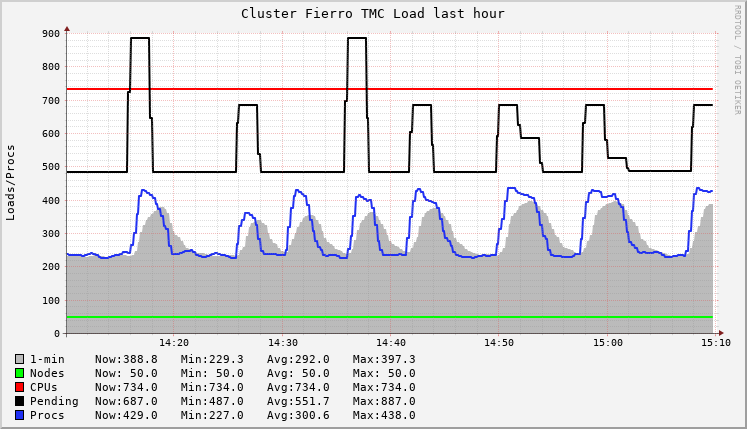 Cluster Fierro TMC Load last hour
RRDTOOL / TOBI OETIKER
Loads/Procs
900
800
700
600
500
400
300
200
100
0
14:20 14:30 14:40 14:50 15:00 15:10
1-min Now:388.8 Min:229.3 Avg:292.0 Max:397.3
Nodes Now: 50.0 Min: 50.0 Avg: 50.0 Max: 50.0
CPUs Now:734.0 Min:734.0 Avg:734.0 Max:734.0
Pending Now:687.0 Min:487.0 Avg:551.7 Max:887.0
Procs Now:429.0 Min:227.0 Avg:300.6 Max:438.0